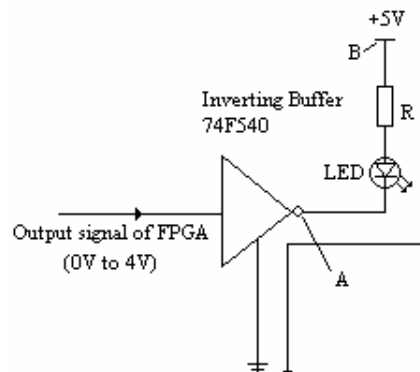 +5V
B
Inverting Buffer
74F540
R
LED
Output signal of FPGA
(0V to 4V)
A